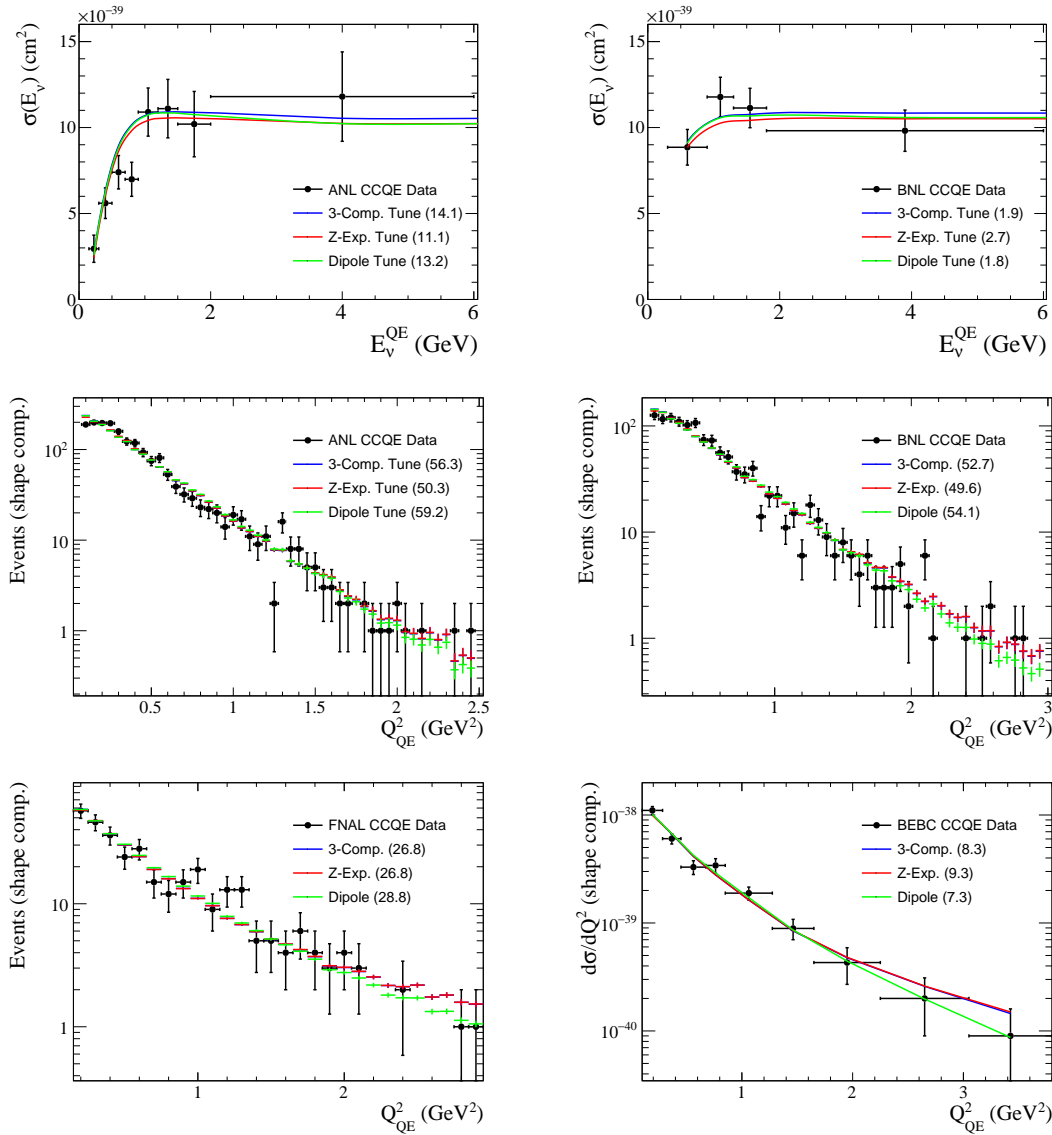 ×10⁻³⁹
σ(E_ν) (cm²)
15
10
5
0
ANL CCQE Data
3-Comp. Tune (14.1)
Z-Exp. Tune (11.1)
Dipole Tune (13.2)
0 2 4 6
E_ν^QE (GeV)
×10⁻³⁹
σ(E_ν) (cm²)
15
10
5
0
BNL CCQE Data
3-Comp. Tune (1.9)
Z-Exp. Tune (2.7)
Dipole Tune (1.8)
0 2 4 6
E_ν^QE (GeV)
Events (shape comp.)
10²
10
1
ANL CCQE Data
3-Comp. Tune (56.3)
Z-Exp. Tune (50.3)
Dipole Tune (59.2)
0.5 1 1.5 2 2.5
Q²_QE (GeV²)
Events (shape comp.)
10²
10
1
BNL CCQE Data
3-Comp. (52.7)
Z-Exp. (49.6)
Dipole (54.1)
1 2 3
Q²_QE (GeV²)
Events (shape comp.)
10
1
FNAL CCQE Data
3-Comp. (26.8)
Z-Exp. (26.8)
Dipole (28.8)
1 2
Q²_QE (GeV²)
dσ/dQ² (shape comp.)
10⁻³⁸
10⁻³⁹
10⁻⁴⁰
BEBC CCQE Data
3-Comp. (8.3)
Z-Exp. (9.3)
Dipole (7.3)
1 2 3
Q²_QE (GeV²)